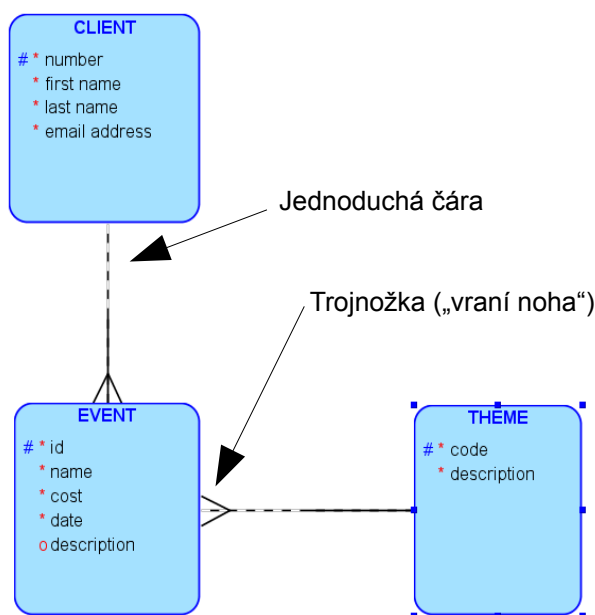 CLIENT
# * number
* first name
* last name
* email address
Jednoduchá čára
Trojnožka („vraní noha“)
EVENT
# * id
* name
* cost
* date
o description
THEME
# * code
* description